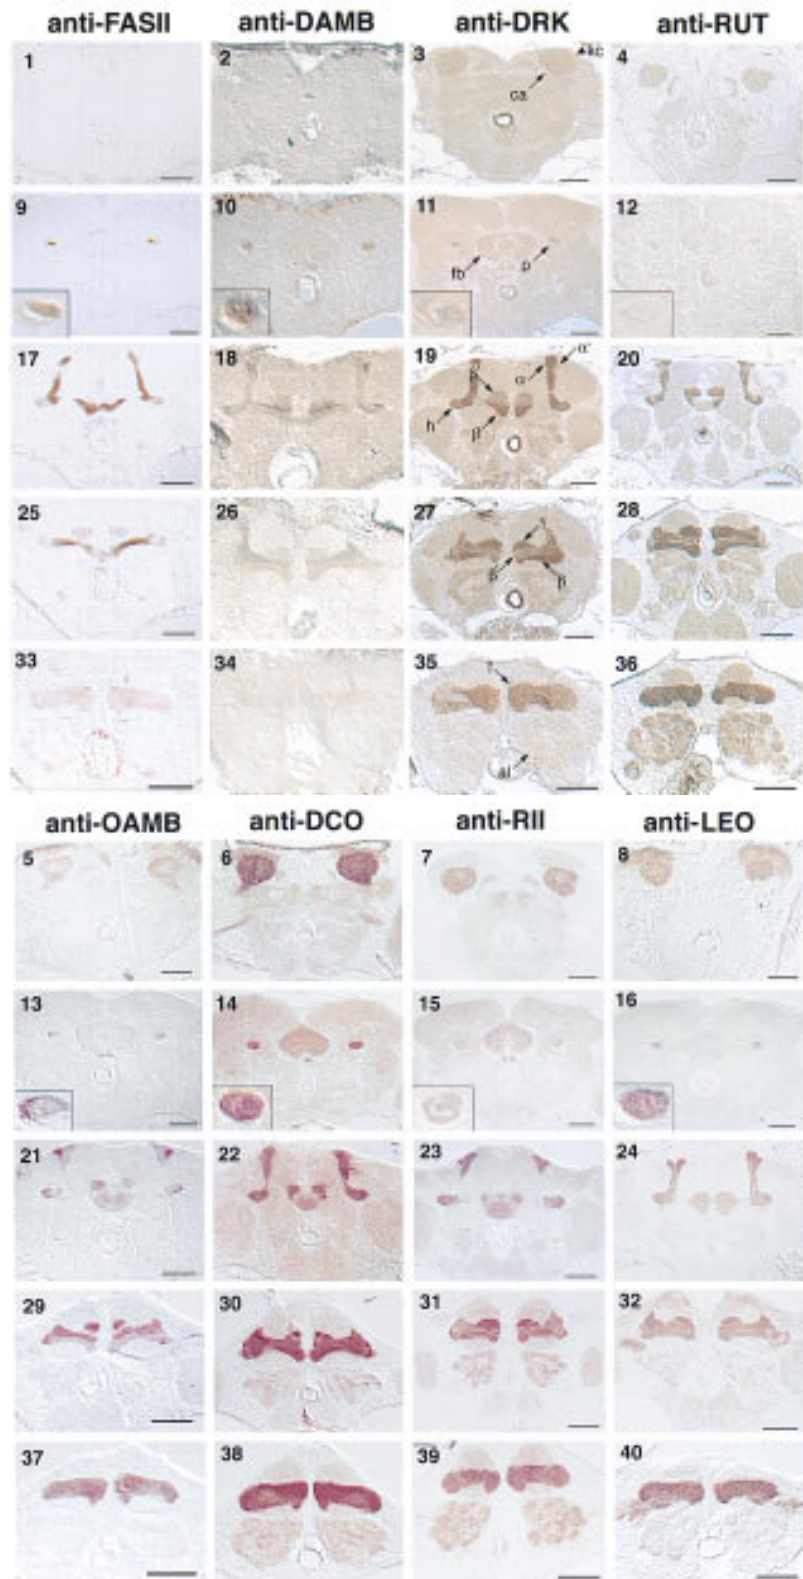 anti-FASII anti-DAMB anti-DRK anti-RUT
1 2 3 4
kc
ca
9 10 11 12
fb p
17 18 19 20
α α'
h β
25 26 27 28
γ
β' β
33 34 35 36
γ
al
anti-OAMB anti-DCO anti-RII anti-LEO
5 6 7 8
13 14 15 16
21 22 23 24
29 30 31 32
37 38 39 40